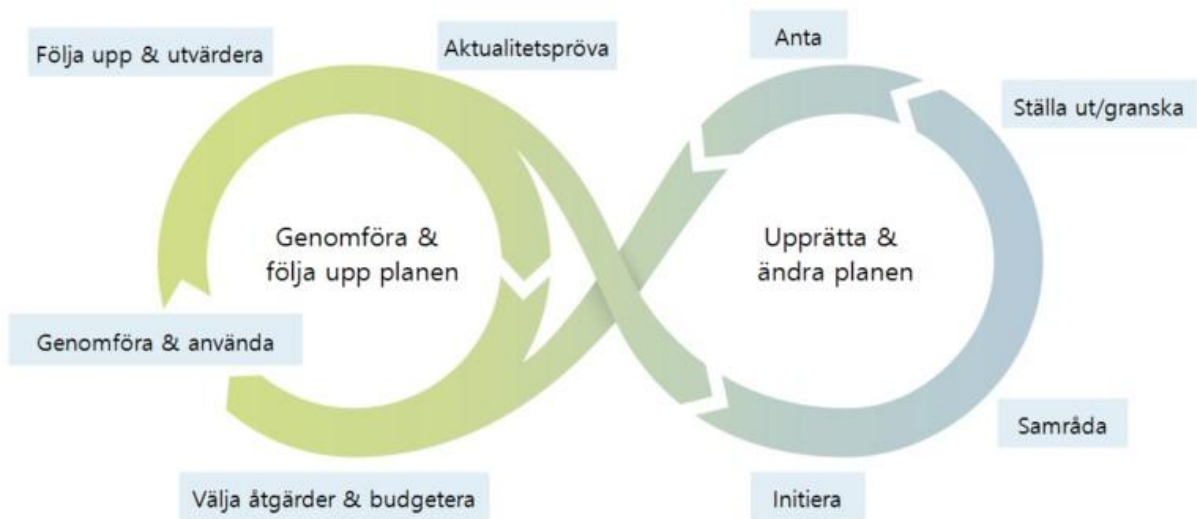 Följa upp & utvärdera
Aktualitetspröva
Anta
Ställa ut/granska
Genomföra &
följa upp planen
Upprätta &
ändra planen
Genomföra & använda
Samråda
Välja åtgärder & budgetera
Initiera